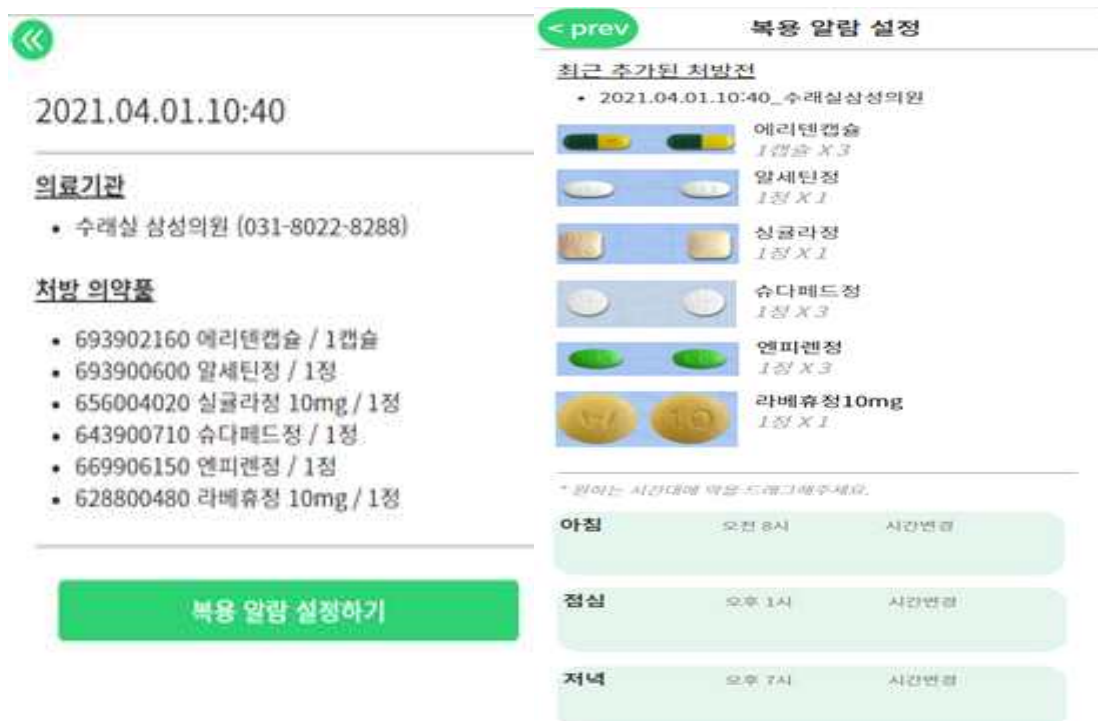 2021.04.01.10:40
의료기관
• 수래실 삼성의원 (031-8022-8288)
처방 의약품
• 693902160 에리텐캡슐 / 1캡슐
• 693900600 알세틴정 / 1정
• 656004020 싱귤라정 10mg / 1정
• 643900710 슈다페드정 / 1정
• 669906150 엔피렌정 / 1정
• 628800480 라베휴정 10mg / 1정
복용 알람 설정하기
< prev
복용 알람 설정
최근 추가된 처방전
• 2021.04.01.10:40_수래실삼성의원
에리텐캡슐
1캡슐 X 3
알세틴정
1정 X 1
싱귤라정
1정 X 1
슈다페드정
1정 X 3
엔피렌정
1정 X 3
W 10
라베휴정10mg
1정 X 1
* 원하는 시간대에 약을 드래그해주세요.
아침 오전 8시 시간변경
점심 오후 1시 시간변경
저녁 오후 7시 시간변경